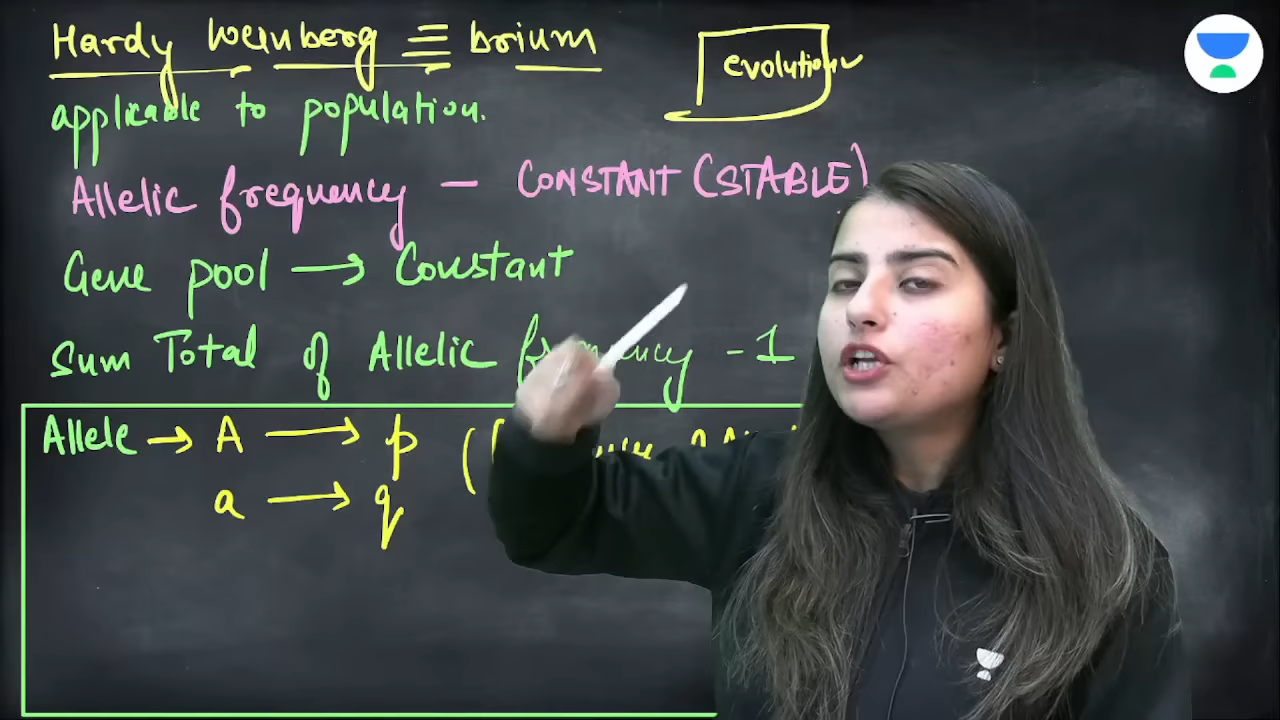 Hardy Weinberg ☰ brium
evolution
applicable to population.
Allelic frequency - CONSTANT (STABLE)
Gene pool → Constant
Sum Total of Allelic frequency - 1
Allele → A → p (
a → q